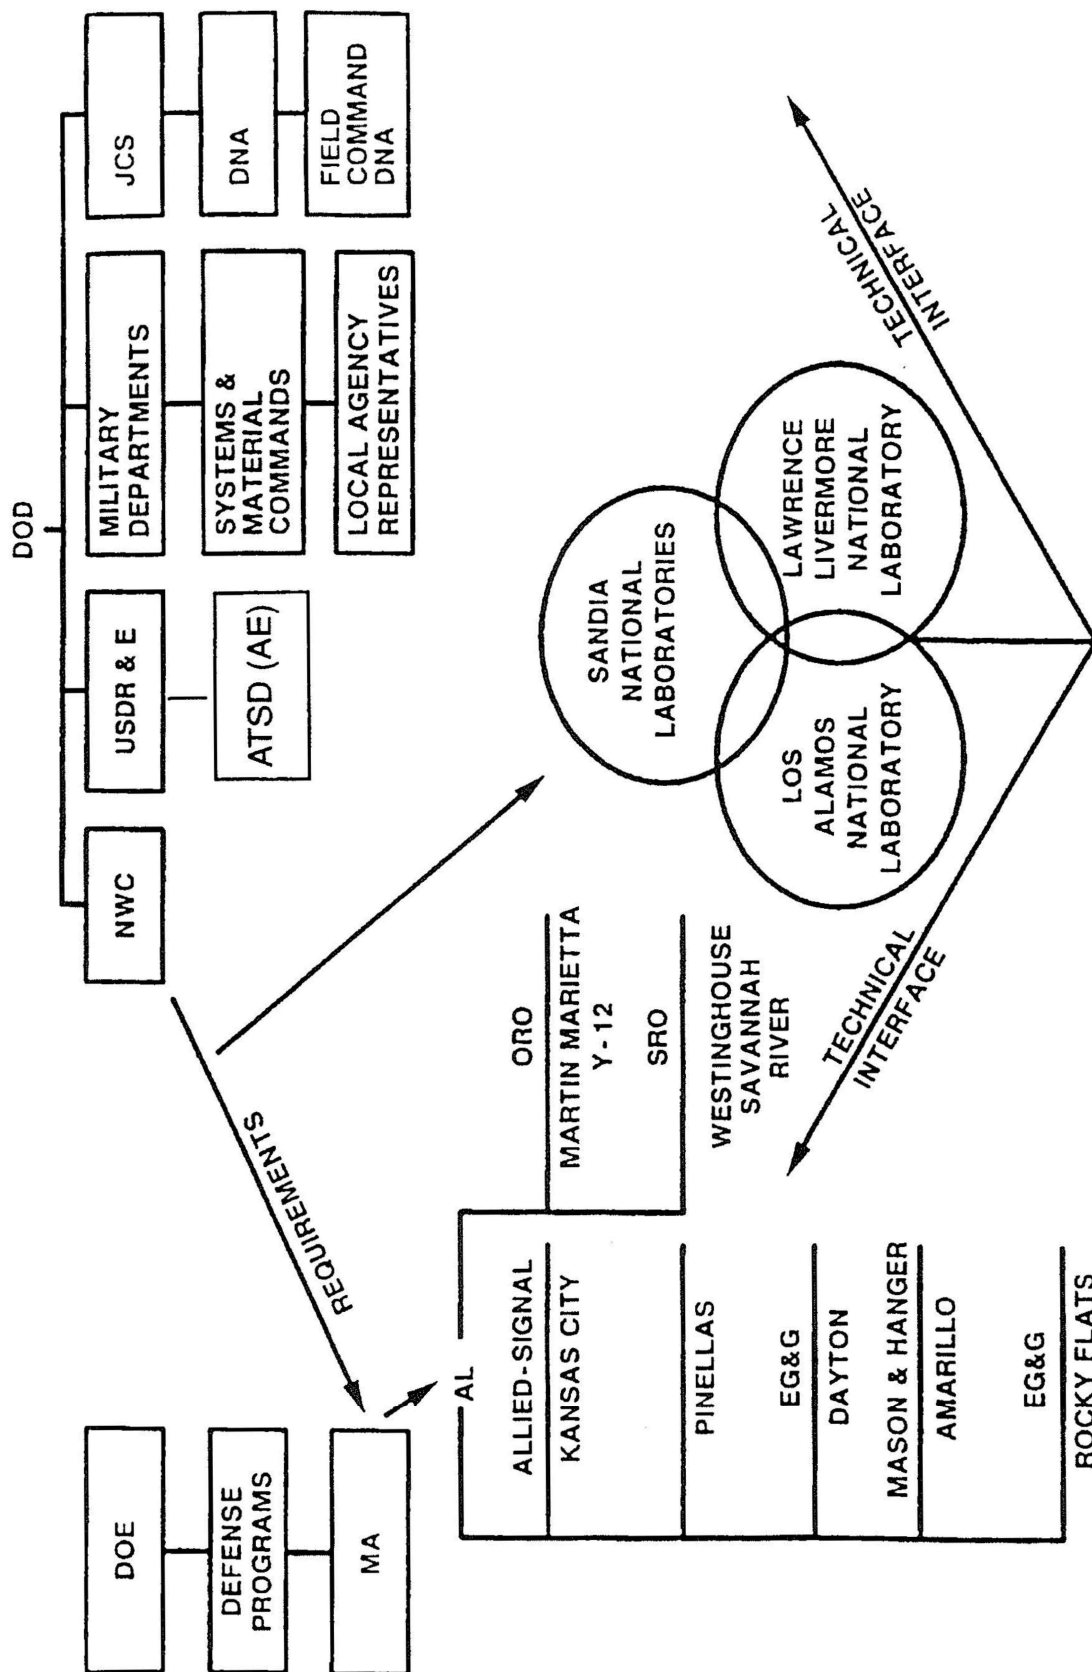 DOD
DOE
DEFENSE
PROGRAMS
MA
NWC
USDR & E
ATSD (AE)
MILITARY
DEPARTMENTS
SYSTEMS &
MATERIAL
COMMANDS
LOCAL AGENCY
REPRESENTATIVES
JCS
DNA
FIELD
COMMAND
DNA
REQUIREMENTS
AL
ALLIED-SIGNAL
KANSAS CITY
PINELLAS
EG&G
DAYTON
MASON & HANGER
AMARILLO
EG&G
ROCKY FLATS
ORO
MARTIN MARIETTA
Y-12
SRO
WESTINGHOUSE
SAVANNAH
RIVER
SANDIA
NATIONAL
LABORATORIES
LOS
ALAMOS
NATIONAL
LABORATORY
LAWRENCE
LIVERMORE
NATIONAL
LABORATORY
TECHNICAL
INTERFACE
TECHNICAL
INTERFACE